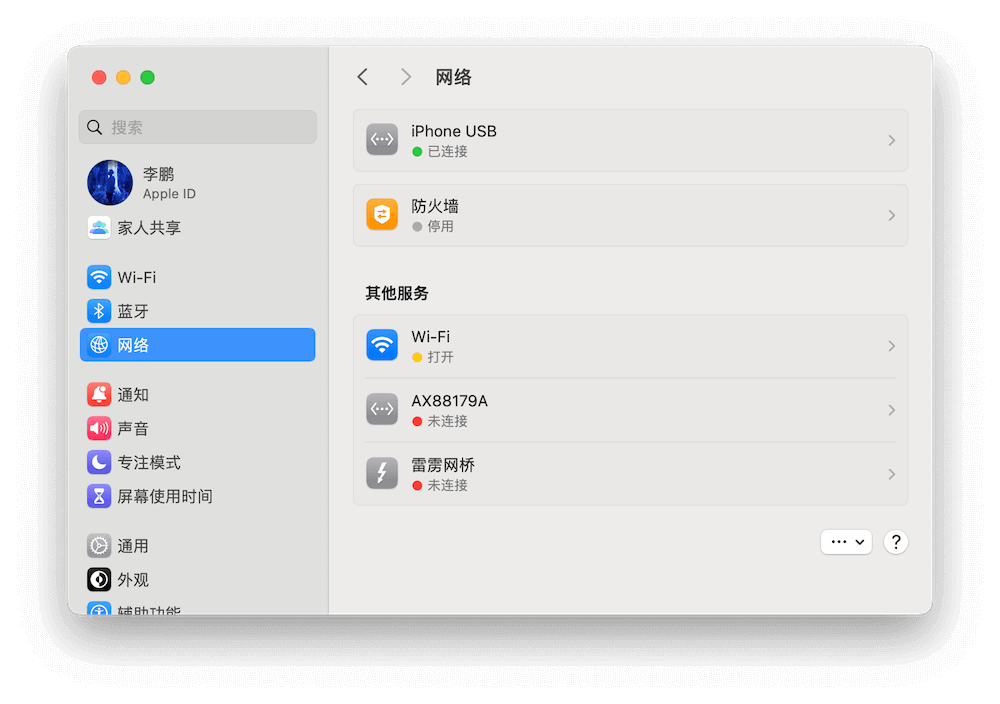 网络
搜索
李鹏
Apple ID
家人共享
Wi-Fi
蓝牙
网络
通知
声音
专注模式
屏幕使用时间
通用
外观
辅助功能
iPhone USB
已连接
防火墙
停用
其他服务
Wi-Fi
打开
AX88179A
未连接
雷雳网桥
未连接
?